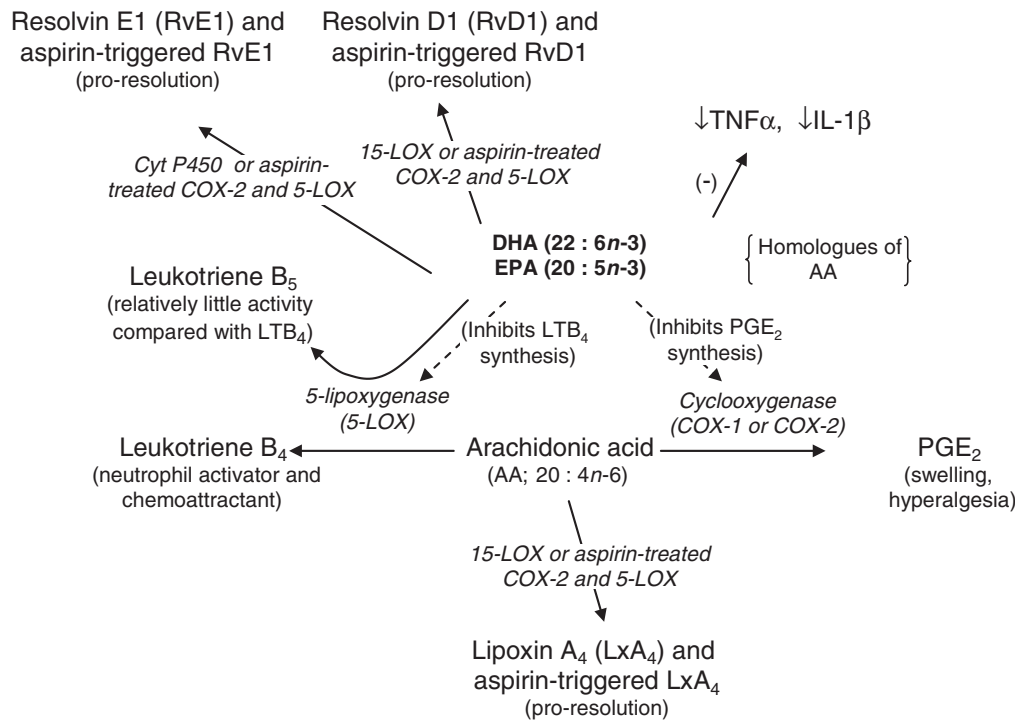 Resolvin E1 (RvE1) and
aspirin-triggered RvE1
(pro-resolution)
Resolvin D1 (RvD1) and
aspirin-triggered RvD1
(pro-resolution)
↓TNFα, ↓IL-1β
(-)
Cyt P450 or aspirin-
treated COX-2 and 5-LOX
15-LOX or aspirin-treated
COX-2 and 5-LOX
DHA (22 : 6n-3)
EPA (20 : 5n-3)
Homologues of
AA
Leukotriene B5
(relatively little activity
compared with LTB4)
(Inhibits LTB4
synthesis)
(Inhibits PGE2
synthesis)
5-lipoxygenase
(5-LOX)
Cyclooxygenase
(COX-1 or COX-2)
Leukotriene B4
(neutrophil activator and
chemoattractant)
Arachidonic acid
(AA; 20 : 4n-6)
PGE2
(swelling,
hyperalgesia)
15-LOX or aspirin-treated
COX-2 and 5-LOX
Lipoxin A4 (LxA4) and
aspirin-triggered LxA4
(pro-resolution)